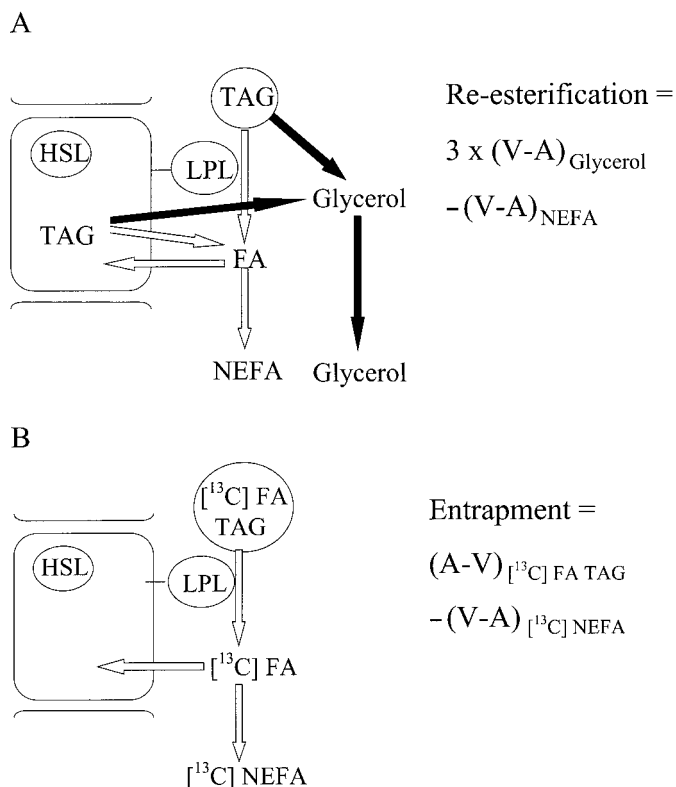 A
TAG
Re-esterification =
HSL
LPL
3 x (V-A) Glycerol
Glycerol
TAG
-(V-A) NEFA
FA
NEFA
Glycerol
B
[¹³C] FA
TAG
Entrapment =
HSL
LPL
(A-V) [¹³C] FA TAG
-(V-A) [¹³C] NEFA
[¹³C] FA
[¹³C] NEFA